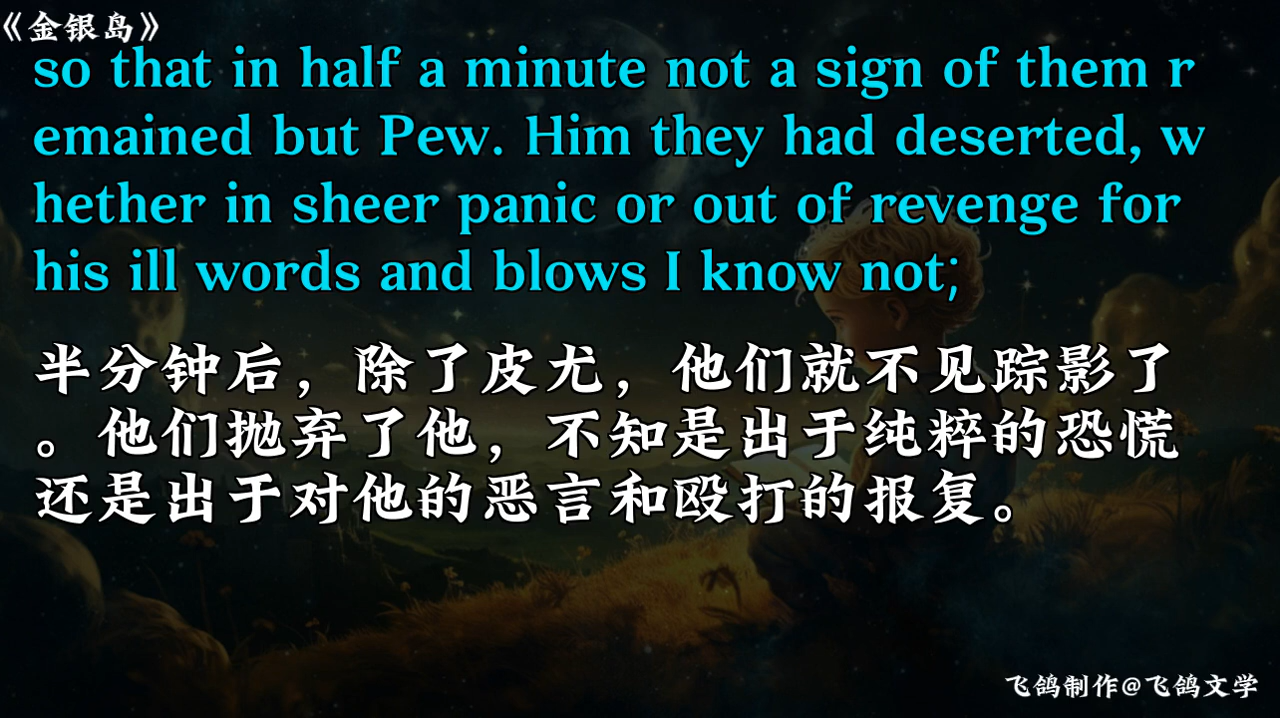 《金银岛》
so that in half a minute not a sign of them r
emained but Pew. Him they had deserted, w
hether in sheer panic or out of revenge for
his ill words and blows I know not;
半分钟后，除了皮尤，他们就不见踪影了
。他们抛弃了他，不知是出于纯粹的恐慌
还是出于对他的恶言和殴打的报复。
飞鸽制作@飞鸽文学